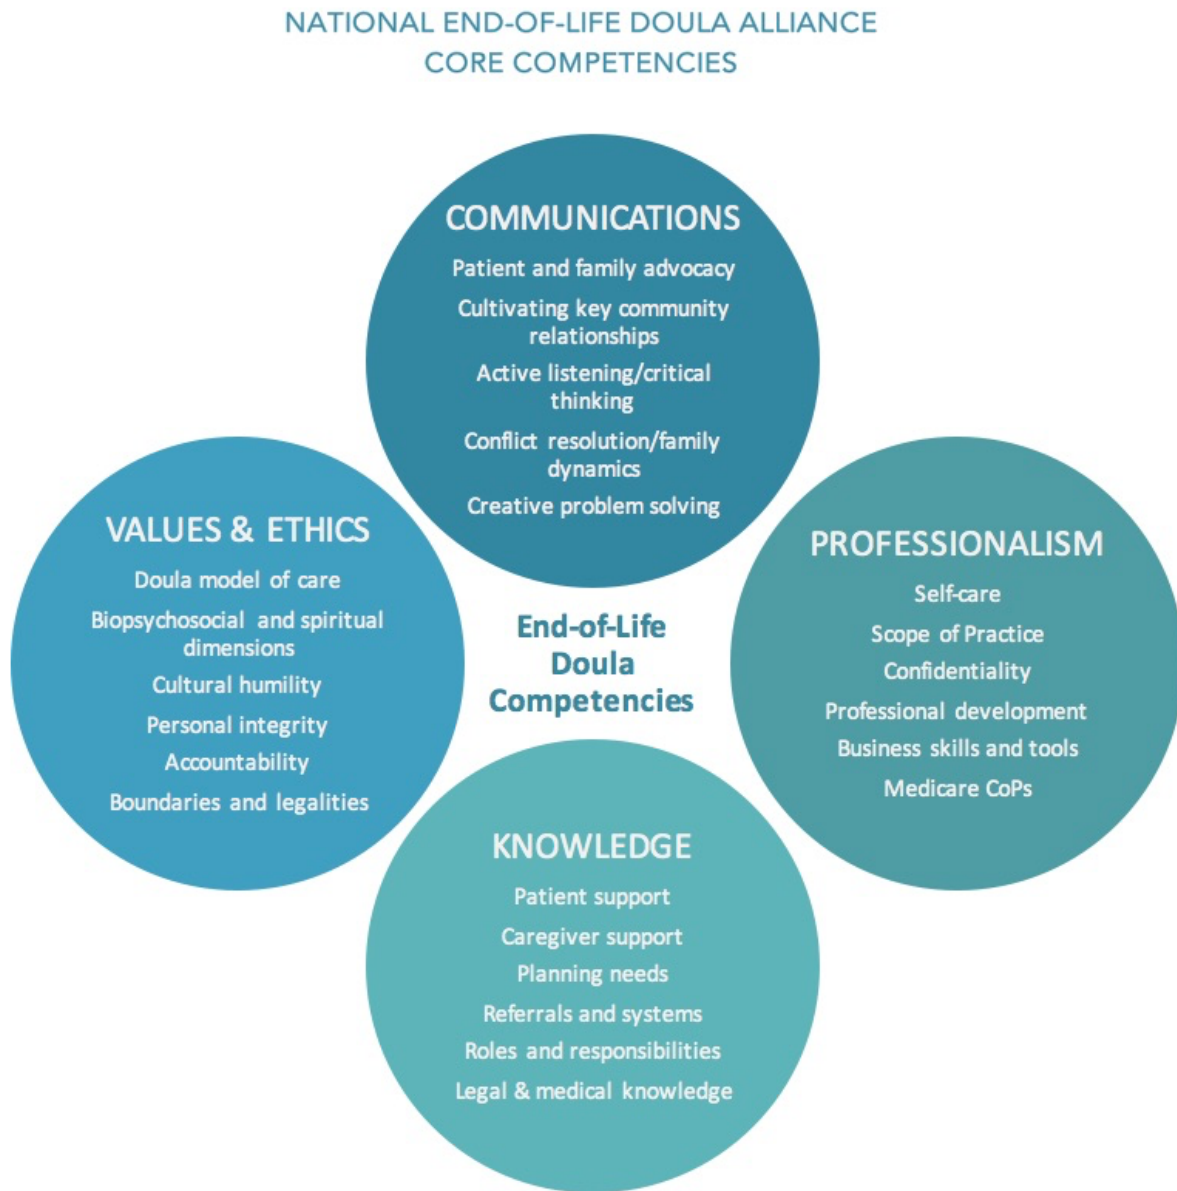 NATIONAL END-OF-LIFE DOULA ALLIANCE
CORE COMPETENCIES
COMMUNICATIONS
Patient and family advocacy
Cultivating key community
relationships
Active listening/critical
thinking
Conflict resolution/family
dynamics
Creative problem solving
VALUES & ETHICS
Doula model of care
Biopsychosocial and spiritual
dimensions
Cultural humility
Personal integrity
Accountability
Boundaries and legalities
End-of-Life
Doula
Competencies
PROFESSIONALISM
Self-care
Scope of Practice
Confidentiality
Professional development
Business skills and tools
Medicare CoPs
KNOWLEDGE
Patient support
Caregiver support
Planning needs
Referrals and systems
Roles and responsibilities
Legal & medical knowledge